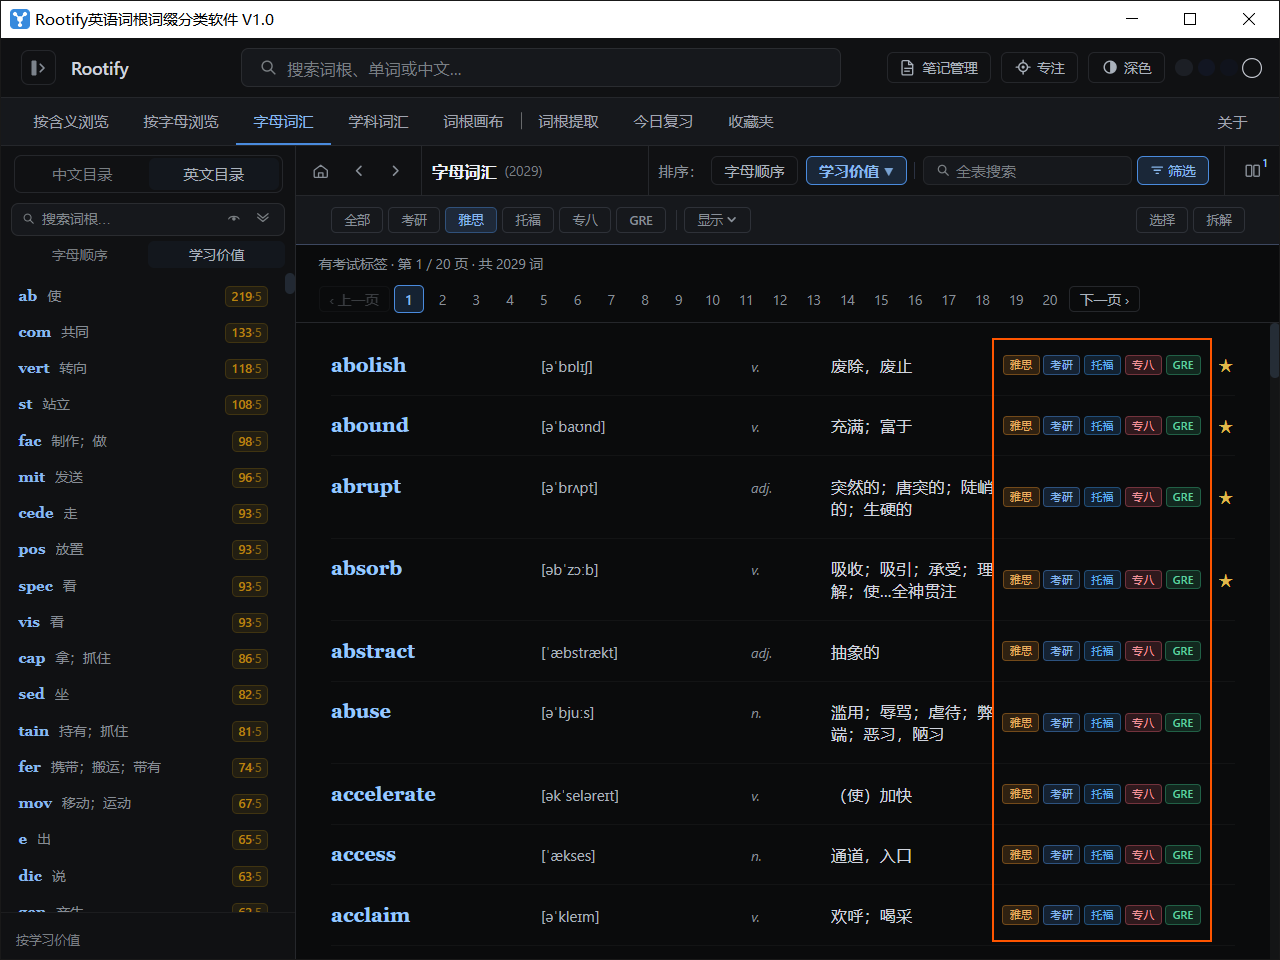 Rootify英语词根词缀分类软件 V1.0
Rootify
搜索词根、单词或中文...
笔记管理
专注
深色
按含义浏览
按字母浏览
字母词汇
学科词汇
词根画布
词根提取
今日复习
收藏夹
关于
中文目录
英文目录
搜索词根...
字母顺序
学习价值
ab 使 219·5
com 共同 133·5
vert 转向 118·5
st 站立 108·5
fac 制作；做 98·5
mit 发送 96·5
cede 走 93·5
pos 放置 93·5
spec 看 93·5
vis 看 93·5
cap 拿；抓住 86·5
sed 坐 82·5
tain 持有；抓住 81·5
fer 携带；搬运；带有 74·5
mov 移动；运动 67·5
e 出 65·5
dic 说 63·5
gen 产生 62·5
按学习价值
字母词汇 (2029)
排序：
字母顺序
学习价值 ▼
全表搜索
筛选
1
全部
考研
雅思
托福
专八
GRE
显示
选择
拆解
有考试标签 · 第 1 / 20 页 · 共 2029 词
‹ 上一页 1 2 3 4 5 6 7 8 9 10 11 12 13 14 15 16 17 18 19 20 下一页 ›
abolish [əˈbɒlɪʃ] v. 废除，废止 雅思 考研 托福 专八 GRE ★
abound [əˈbaʊnd] v. 充满；富于 雅思 考研 托福 专八 GRE ★
abrupt [əˈbrʌpt] adj. 突然的；唐突的；陡峭
的；生硬的 雅思 考研 托福 专八 GRE ★
absorb [əbˈzɔːb] v. 吸收；吸引；承受；理
解；使...全神贯注 雅思 考研 托福 专八 GRE ★
abstract [ˈæbstrækt] adj. 抽象的 雅思 考研 托福 专八 GRE
abuse [əˈbjuːs] n. 滥用；辱骂；虐待；弊
端；恶习，陋习 雅思 考研 托福 专八 GRE
accelerate [əkˈseləreɪt] v. （使）加快 雅思 考研 托福 专八 GRE
access [ˈækses] n. 通道，入口 雅思 考研 托福 专八 GRE
acclaim [əˈkleɪm] v. 欢呼；喝采 雅思 考研 托福 专八 GRE